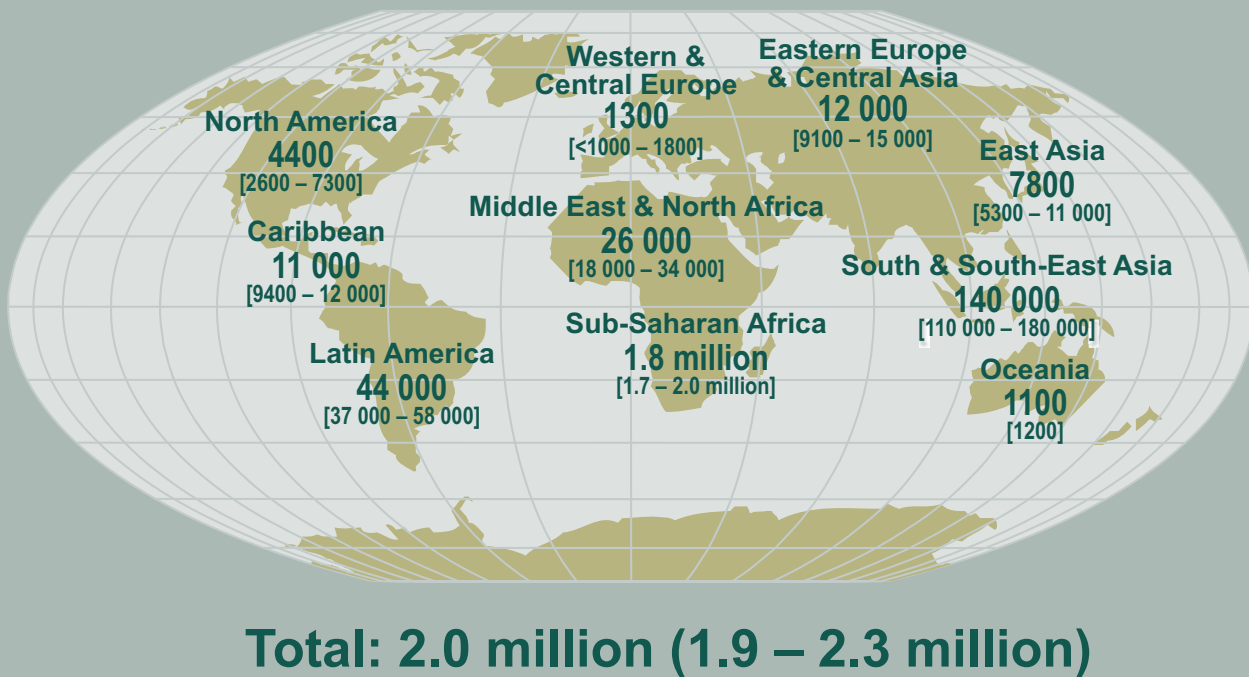 Western &
Central Europe
1300
[<1000 – 1800]
Eastern Europe
& Central Asia
12 000
[9100 – 15 000]
North America
4400
[2600 – 7300]
East Asia
7800
[5300 – 11 000]
Middle East & North Africa
26 000
[18 000 – 34 000]
Caribbean
11 000
[9400 – 12 000]
South & South-East Asia
140 000
[110 000 – 180 000]
Sub-Saharan Africa
1.8 million
[1.7 – 2.0 million]
Latin America
44 000
[37 000 – 58 000]
Oceania
1100
[1200]
Total: 2.0 million (1.9 – 2.3 million)